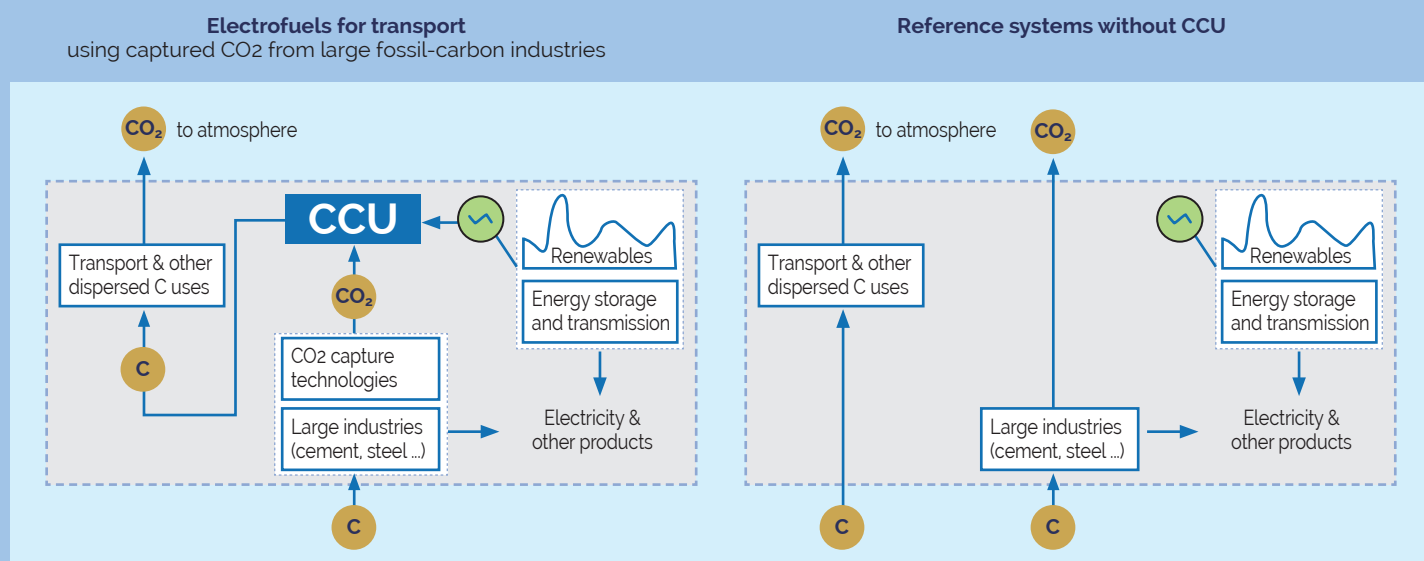 Electrofuels for transport
using captured CO2 from large fossil-carbon industries
Reference systems without CCU
CO₂ to atmosphere
CCU
Renewables
Transport & other
dispersed C uses
Energy storage
and transmission
CO₂
C
CO2 capture
technologies
Large industries
(cement, steel ...)
Electricity &
other products
C
CO₂ to atmosphere
CO₂
Renewables
Transport & other
dispersed C uses
Energy storage
and transmission
Large industries
(cement, steel ...)
Electricity &
other products
C
C